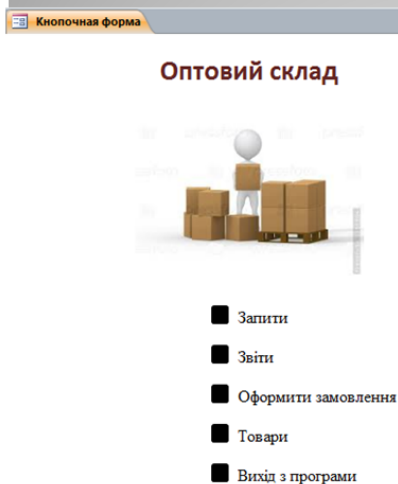 Кнопочная форма
Оптовий склад
Запити
Звіти
Оформити замовлення
Товари
Вихід з програми